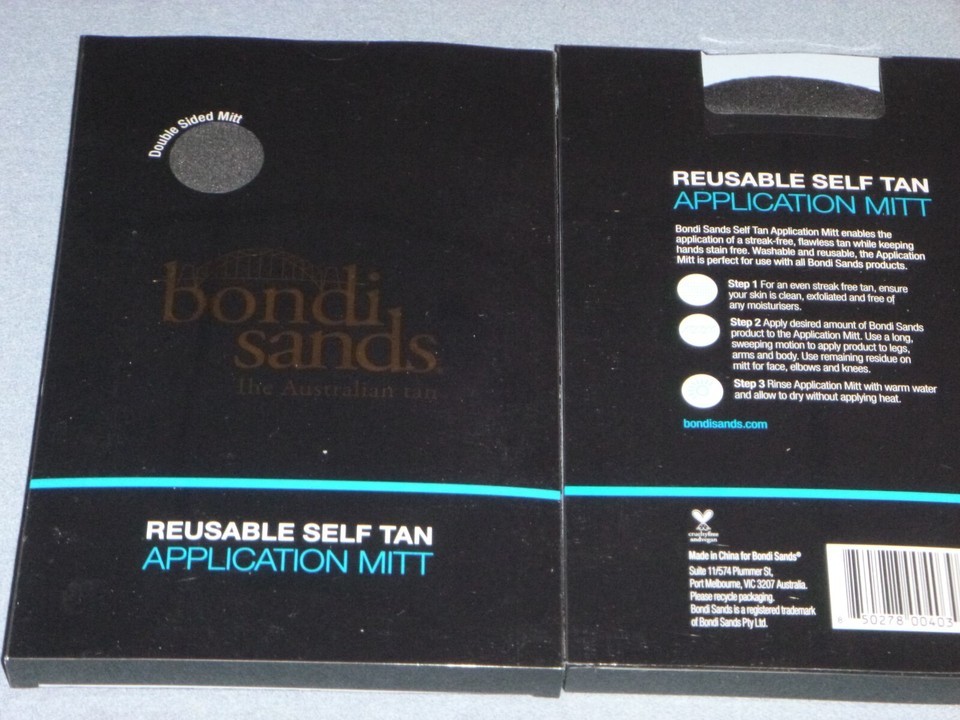 Double Sided Mitt
bondi
sands
The Australian tan
REUSABLE SELF TAN
APPLICATION MITT
REUSABLE SELF TAN
APPLICATION MITT
Bondi Sands Self Tan Application Mitt enables the
application of a streak-free, flawless tan while keeping
hands stain free. Washable and reusable, the Application
Mitt is perfect for use with all Bondi Sands products.
Step 1 For an even streak free tan, ensure
your skin is clean, exfoliated and free of
any moisturisers.
Step 2 Apply desired amount of Bondi Sands
product to the Application Mitt. Use a long,
sweeping motion to apply product to legs,
arms and body. Use remaining residue on
mitt for face, elbows and knees.
Step 3 Rinse Application Mitt with warm water
and allow to dry without applying heat.
bondisands.com
crueltyfree
andvegan
Made in China for Bondi Sands®
Suite 11/574 Plummer St,
Port Melbourne, VIC 3207 Australia.
Please recycle packaging.
Bondi Sands is a registered trademark
of Bondi Sands Pty Ltd.
50278 00403